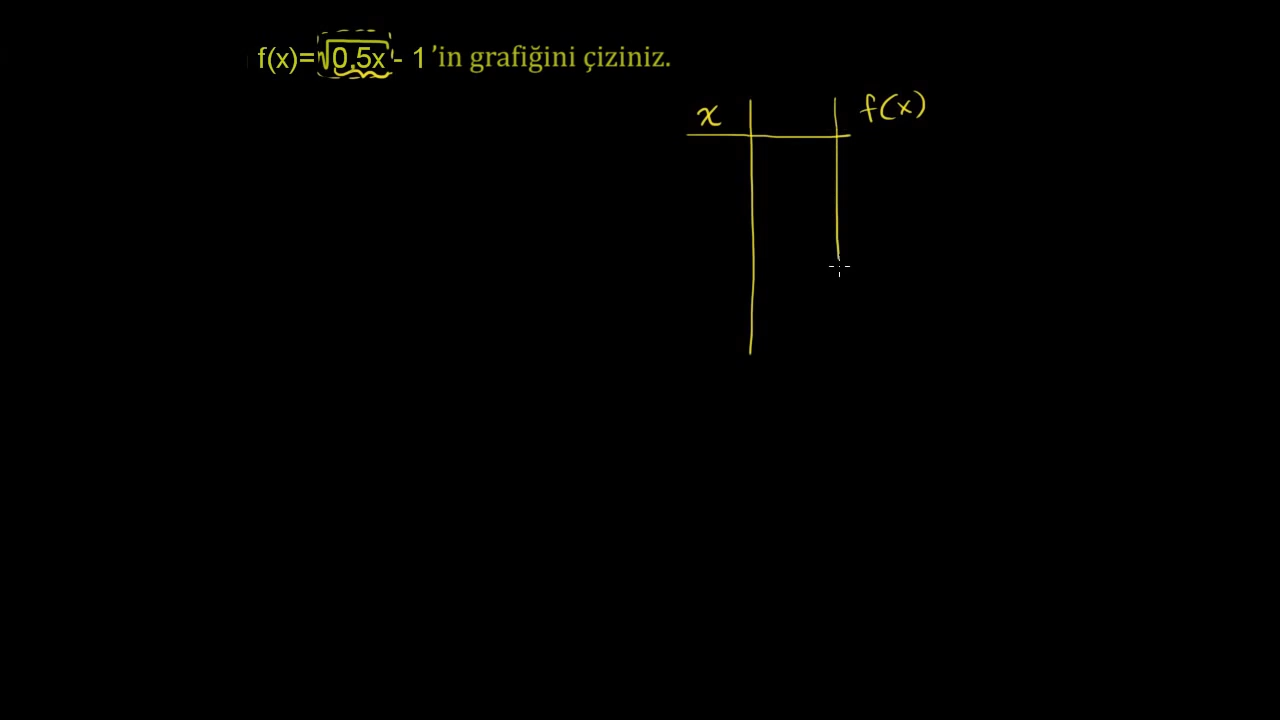 f(x)=√0,5x - 1 'in grafiğini çiziniz.
x f(x)